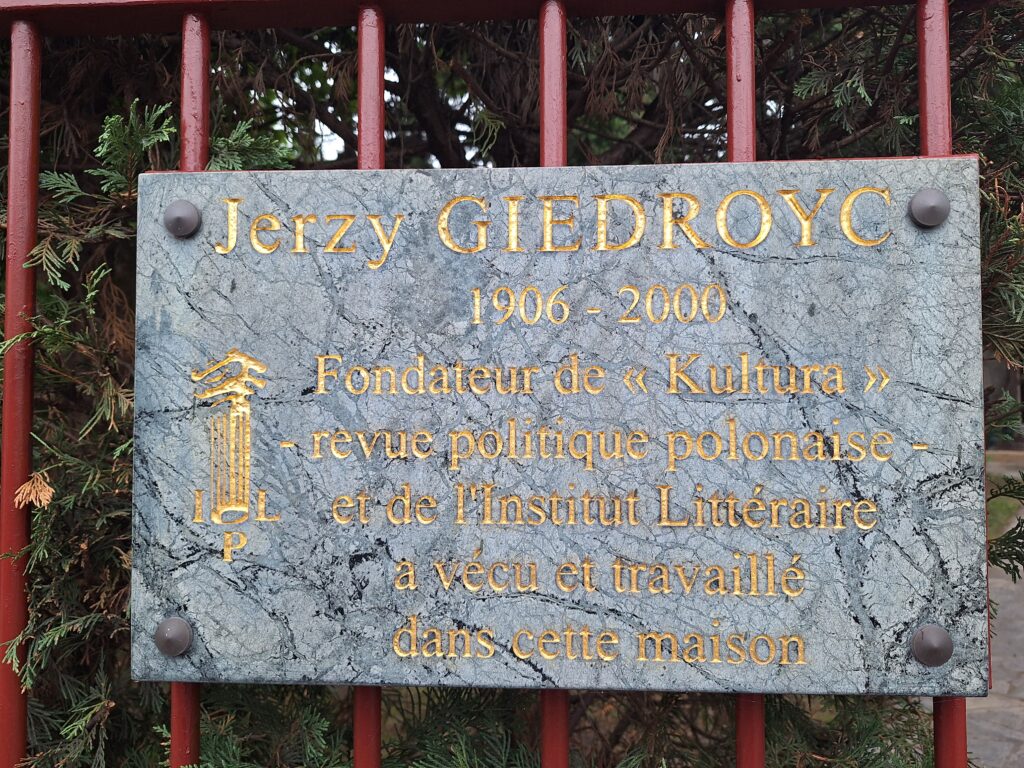 Jerzy GIEDROYC
1906 - 2000
Fondateur de « Kultura »
- revue politique polonaise -
et de l'Institut Littéraire
a vécu et travaillé
dans cette maison
I L
P